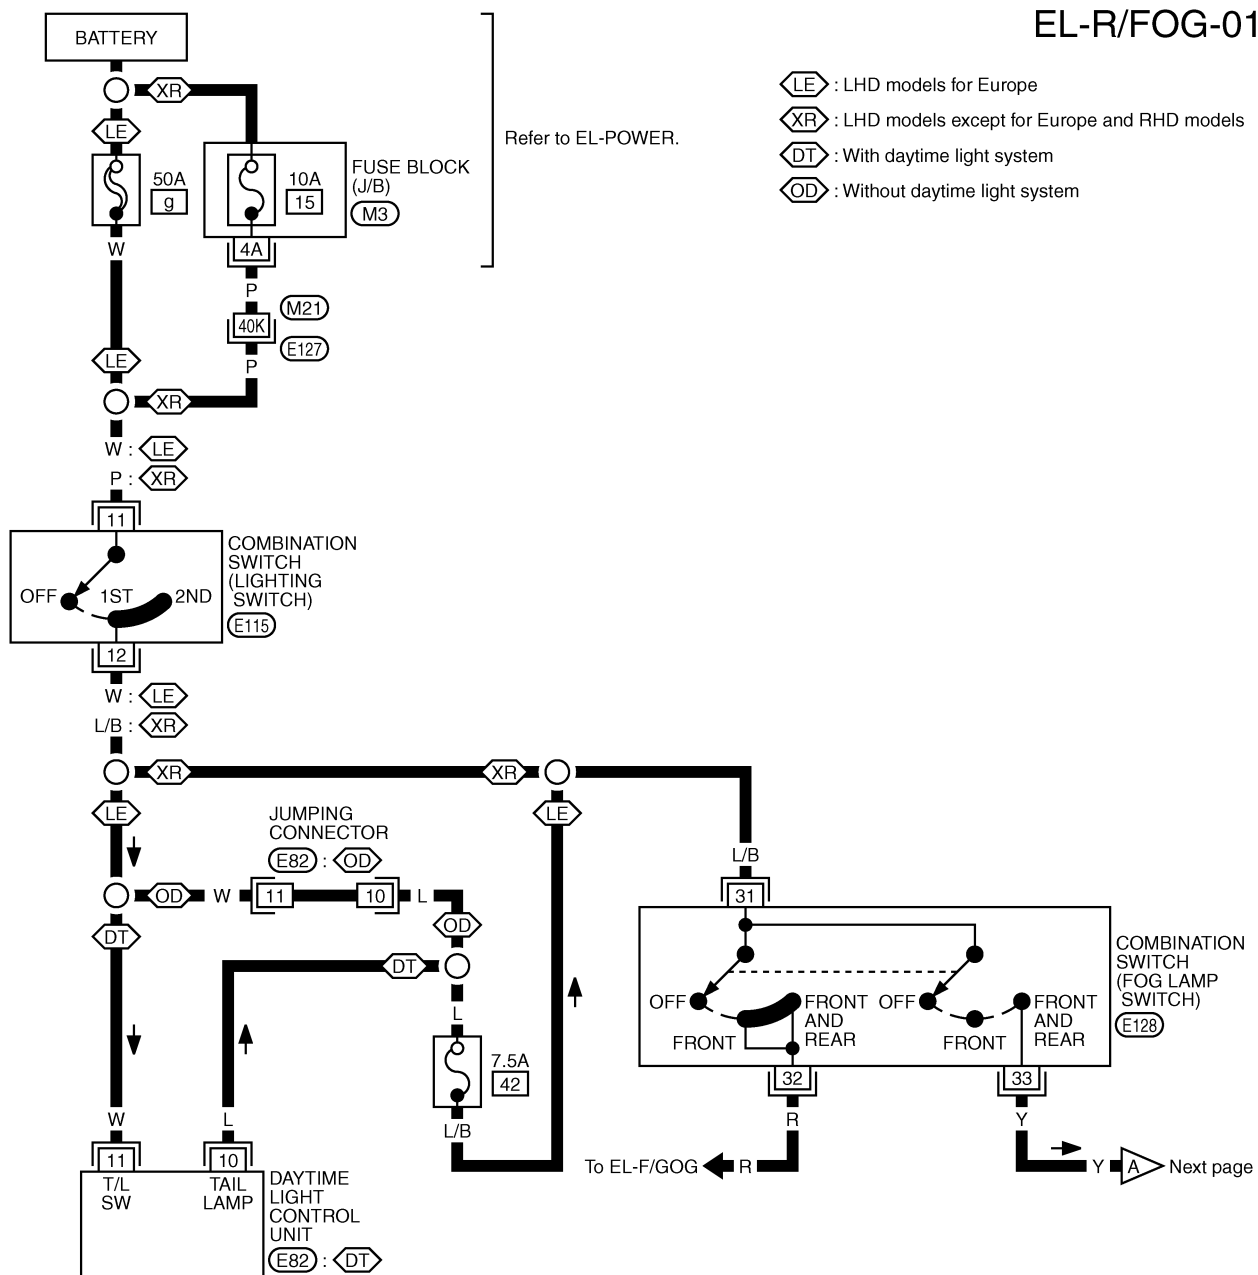 EL-R/FOG-01
BATTERY
XR
LE
LE : LHD models for Europe
XR : LHD models except for Europe and RHD models
DT : With daytime light system
OD : Without daytime light system
Refer to EL-POWER.
50A
g
10A
15
FUSE BLOCK
(J/B)
M3
W
4A
P
M21
40K
E127
P
LE
XR
W : LE
P : XR
11
COMBINATION
SWITCH
(LIGHTING
SWITCH)
E115
OFF
1ST
2ND
12
W : LE
L/B : XR
XR
XR
LE
LE
JUMPING
CONNECTOR
E82 : OD
L/B
OD
W
11
10
L
31
DT
OD
DT
COMBINATION
SWITCH
(FOG LAMP
SWITCH)
E128
OFF
FRONT
FRONT
AND
REAR
OFF
FRONT
FRONT
AND
REAR
L
7.5A
42
32
33
W
L
L/B
R
Y
To EL-F/GOG
R
Y
A
Next page
11
10
T/L
SW
TAIL
LAMP
DAYTIME
LIGHT
CONTROL
UNIT
E82 : DT